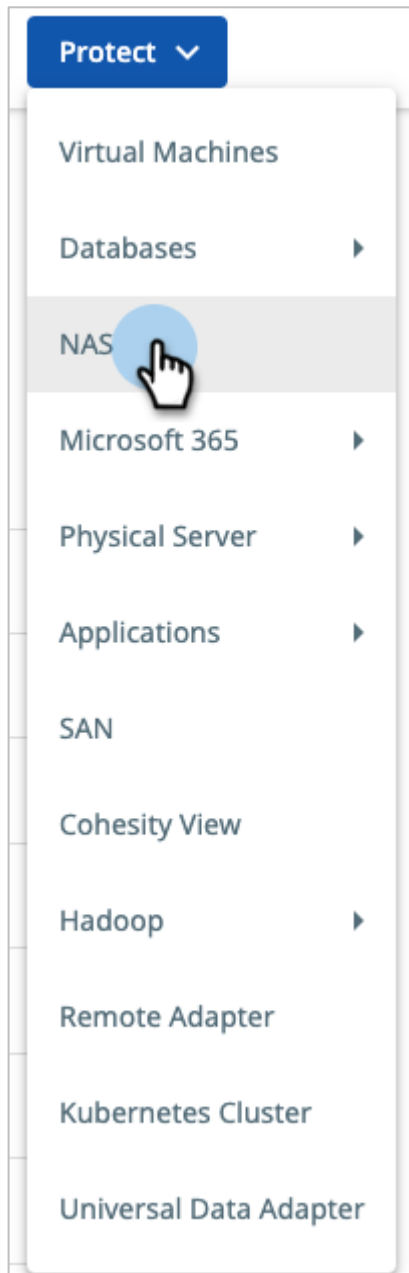 Protect
Virtual Machines
Databases
NAS
Microsoft 365
Physical Server
Applications
SAN
Cohesity View
Hadoop
Remote Adapter
Kubernetes Cluster
Universal Data Adapter